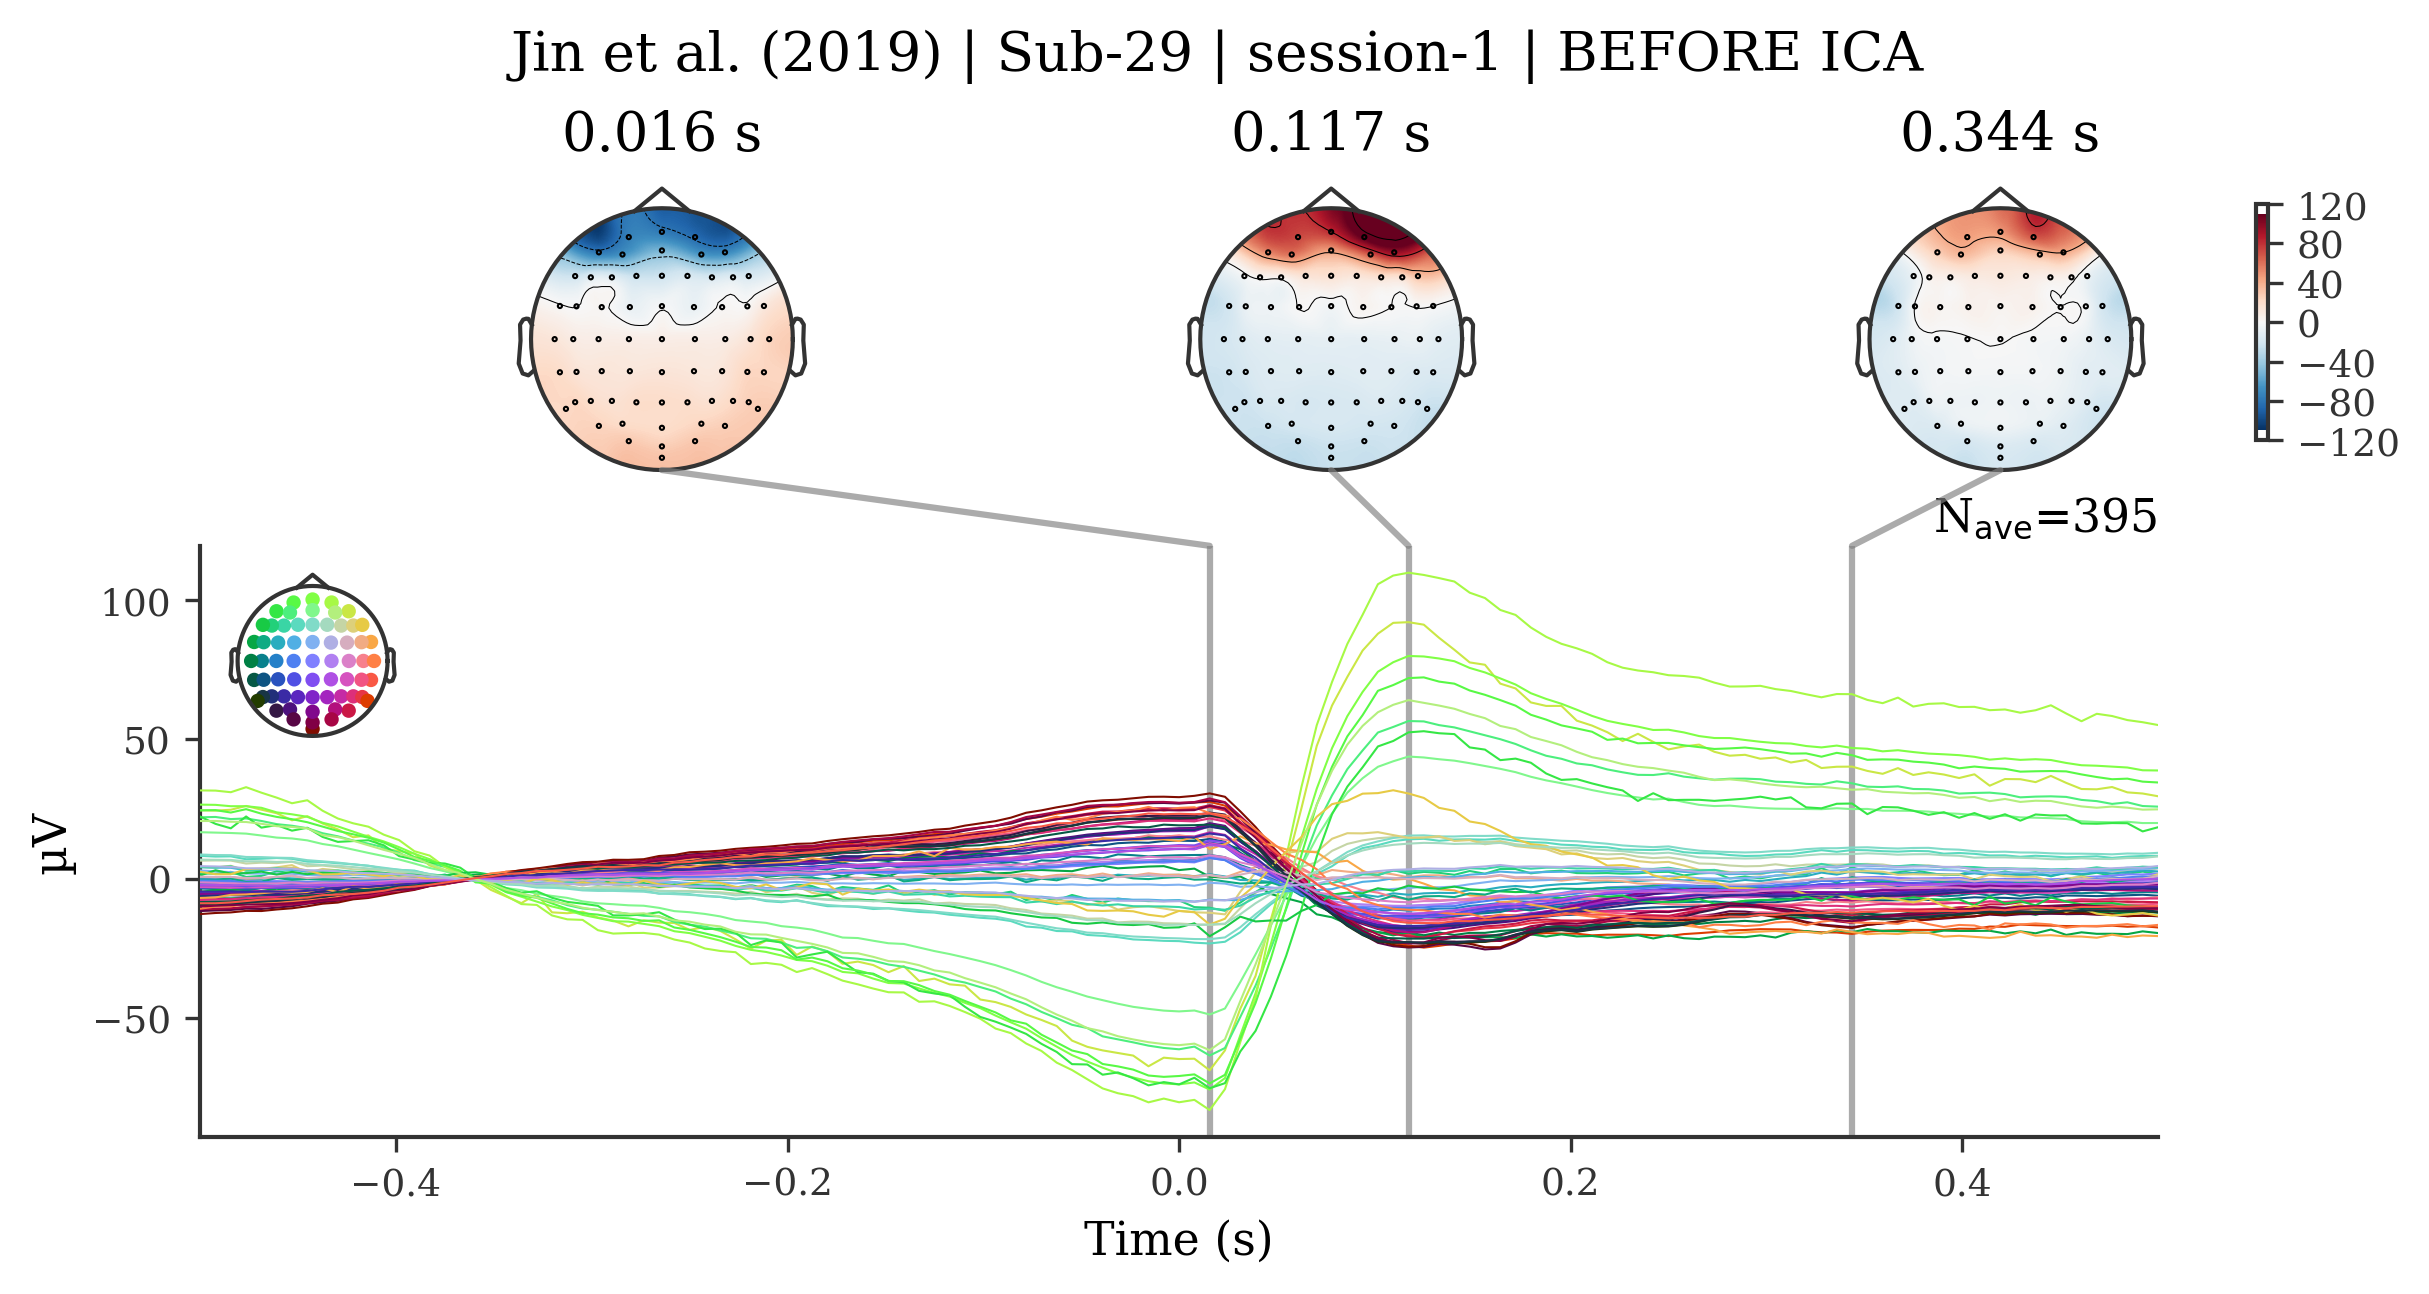 Jin et al. (2019) | Sub-29 | session-1 | BEFORE ICA
0.016 s
0.117 s
0.344 s
120
80
40
0
−40
−80
−120
Nave=395
µV
100
50
0
−50
−0.4
−0.2
0.0
0.2
0.4
Time (s)